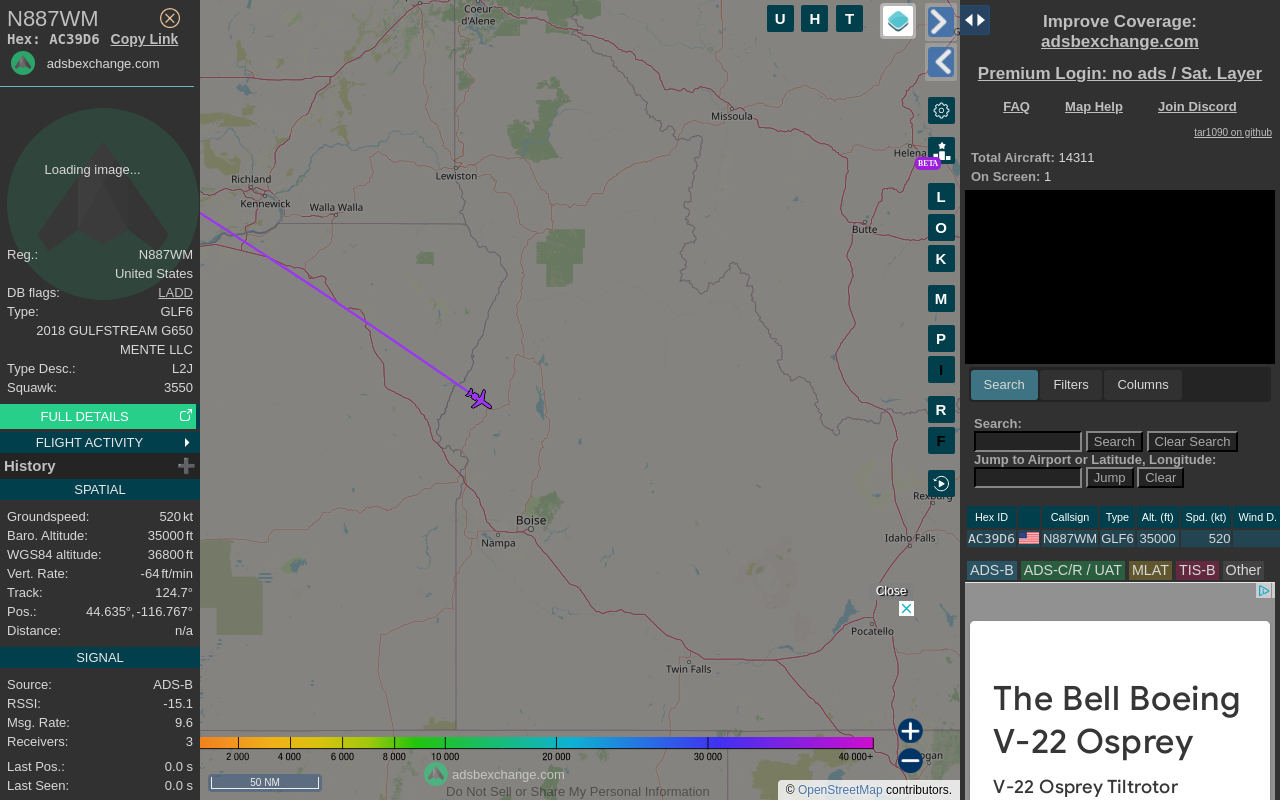 N887WM
Hex: AC39D6 Copy Link
adsbexchange.com
Loading image...
Reg.: N887WM
United States
DB flags: LADD
Type: GLF6
2018 GULFSTREAM G650
MENTE LLC
Type Desc.: L2J
Squawk: 3550
FULL DETAILS
FLIGHT ACTIVITY
History
SPATIAL
Groundspeed: 520 kt
Baro. Altitude: 35000 ft
WGS84 altitude: 36800 ft
Vert. Rate: -64 ft/min
Track: 124.7°
Pos.: 44.635°, -116.767°
Distance: n/a
SIGNAL
Source: ADS-B
RSSI: -15.1
Msg. Rate: 9.6
Receivers: 3
Last Pos.: 0.0 s
Last Seen: 0.0 s
Coeur
d'Alene
Missoula
Helena
Lewiston
Richland
Kennewick
Walla Walla
Butte
Boise
Nampa
Idaho Falls
Pocatello
Twin Falls
U H T
BETA
L
O
K
M
P
I
R
F
Close
2 000 4 000 6 000 8 000 10 000 20 000 30 000 40 000+
50 NM
adsbexchange.com
Do Not Sell or Share My Personal Information
© OpenStreetMap contributors.
Improve Coverage:
adsbexchange.com
Premium Login: no ads / Sat. Layer
FAQ Map Help Join Discord
tar1090 on github
Total Aircraft: 14311
On Screen: 1
Search Filters Columns
Search:
Search Clear Search
Jump to Airport or Latitude, Longitude:
Jump Clear
Hex ID Callsign Type Alt. (ft) Spd. (kt) Wind D.
AC39D6 N887WM GLF6 35000 520
ADS-B ADS-C/R / UAT MLAT TIS-B Other
The Bell Boeing
V-22 Osprey
V-22 Osprey Tiltrotor